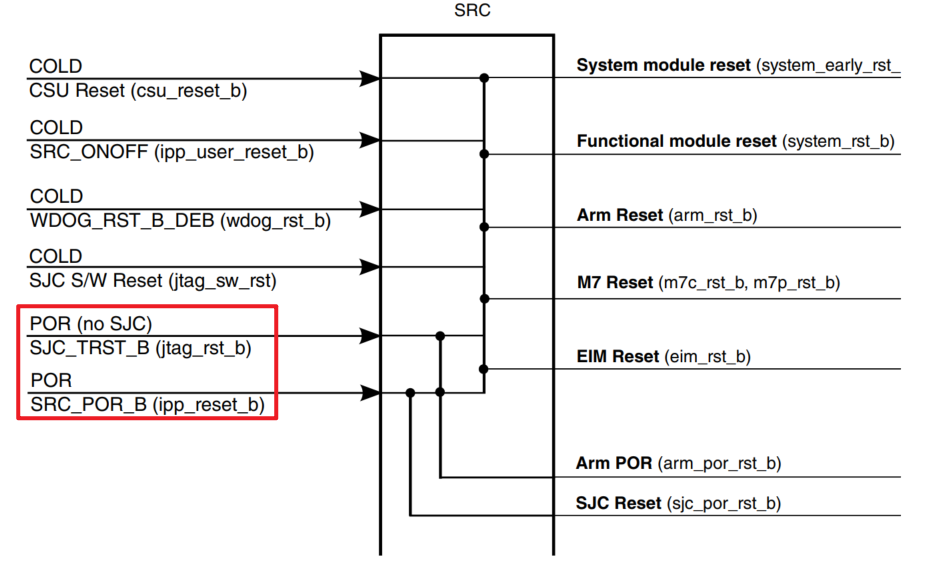 SRC
COLD
CSU Reset (csu_reset_b)
COLD
SRC_ONOFF (ipp_user_reset_b)
COLD
WDOG_RST_B_DEB (wdog_rst_b)
COLD
SJC S/W Reset (jtag_sw_rst)
POR (no SJC)
SJC_TRST_B (jtag_rst_b)
POR
SRC_POR_B (ipp_reset_b)
System module reset (system_early_rst_
Functional module reset (system_rst_b)
Arm Reset (arm_rst_b)
M7 Reset (m7c_rst_b, m7p_rst_b)
EIM Reset (eim_rst_b)
Arm POR (arm_por_rst_b)
SJC Reset (sjc_por_rst_b)